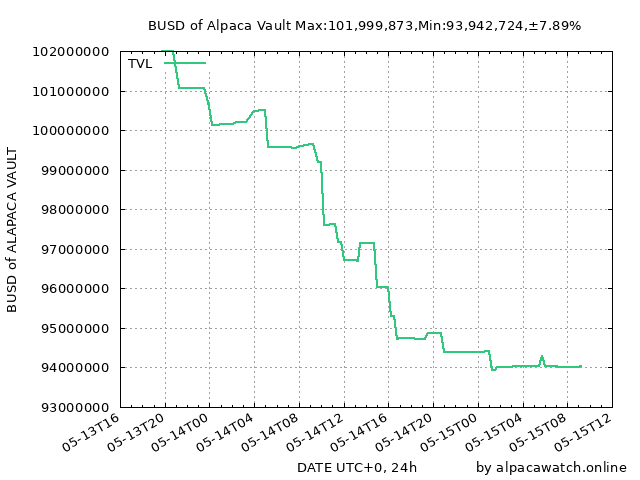 BUSD of Alpaca Vault Max:101,999,873,Min:93,942,724,±7.89%
TVL
BUSD of ALAPACA VAULT
102000000
101000000
100000000
99000000
98000000
97000000
96000000
95000000
94000000
93000000
05-13T16
05-13T20
05-14T00
05-14T04
05-14T08
05-14T12
05-14T16
05-14T20
05-15T00
05-15T04
05-15T08
05-15T12
DATE UTC+0, 24h
by alpacawatch.online